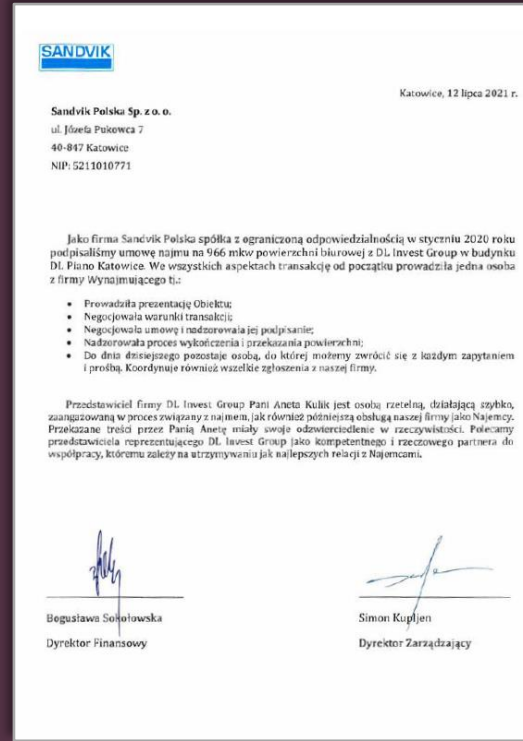 SANDVIK
Katowice, 12 lipca 2021 r.
Sandvik Polska Sp. z o. o.
ul. Józefa Pukowca 7
40-847 Katowice
NIP: 5211010771
Jako firma Sandvik Polska spółka z ograniczoną odpowiedzialnością w styczniu 2020 roku
podpisaliśmy umowę najmu na 966 mkw powierzchni biurowej z DL Invest Group w budynku
DL Piano Katowice. We wszystkich aspektach transakcję od początku prowadziła jedna osoba
z firmy Wynajmującego tj.:
• Prowadziła prezentację Obiektu;
• Negocjowała warunki transakcji;
• Negocjowała umowę i nadzorowała jej podpisanie;
• Nadzorowała proces wykończenia i przekazania powierzchni;
• Do dnia dzisiejszego pozostaje osobą, do której możemy zwrócić się z każdym zapytaniem
i prośbą. Koordynuje również wszelkie zgłoszenia z naszej firmy.
Przedstawiciel firmy DL Invest Group Pani Aneta Kulik jest osobą rzetelną, działającą szybko,
zaangazowaną w proces związany z najmem, jak również późniejszą obsługą naszej firmy jako Najemcy.
Przekazane treści przez Panią Anetę miały swoje odzwierciedlenie w rzeczywistości. Polecamy
przedstawiciela reprezentującego DL Invest Group jako kompetentnego i rzeczowego partnera do
współpracy, któremu zależy na utrzymywaniu jak najlepszych relacji z Najemcami.
Bogusława Sokołowska
Dyrektor Finansowy
Simon Kupljen
Dyrektor Zarządzający